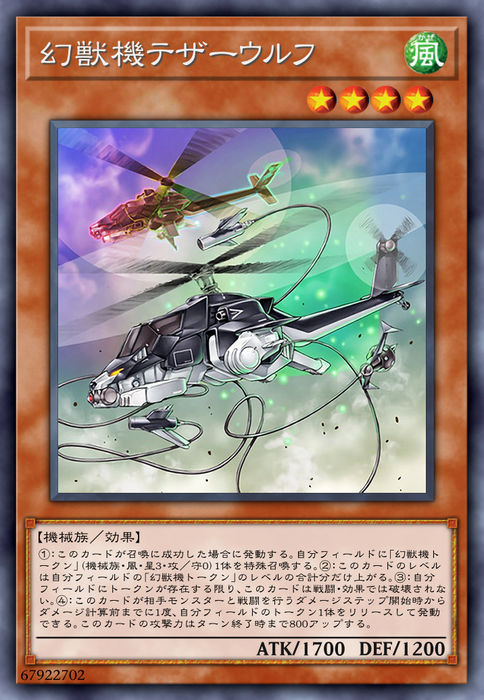 幻獣機テザーウルフ
風
かぜ
【機械族／効果】
①：このカードが召喚に成功した場合に発動する。自分フィールドに「幻獣機ト
ークン」（機械族・風・星3・攻／守0）1体を特殊召喚する。②：このカードのレベル
は自分フィールドの「幻獣機トークン」のレベルの合計分だけ上がる。③：自分フ
ィールドにトークンが存在する限り、このカードは戦闘・効果では破壊されな
い。④：このカードが相手モンスターと戦闘を行うダメージステップ開始時から
ダメージ計算前までに1度、自分フィールドのトークン1体をリリースして発動
できる。このカードの攻撃力はターン終了時まで800アップする。
ATK/1700 DEF/1200
67922702